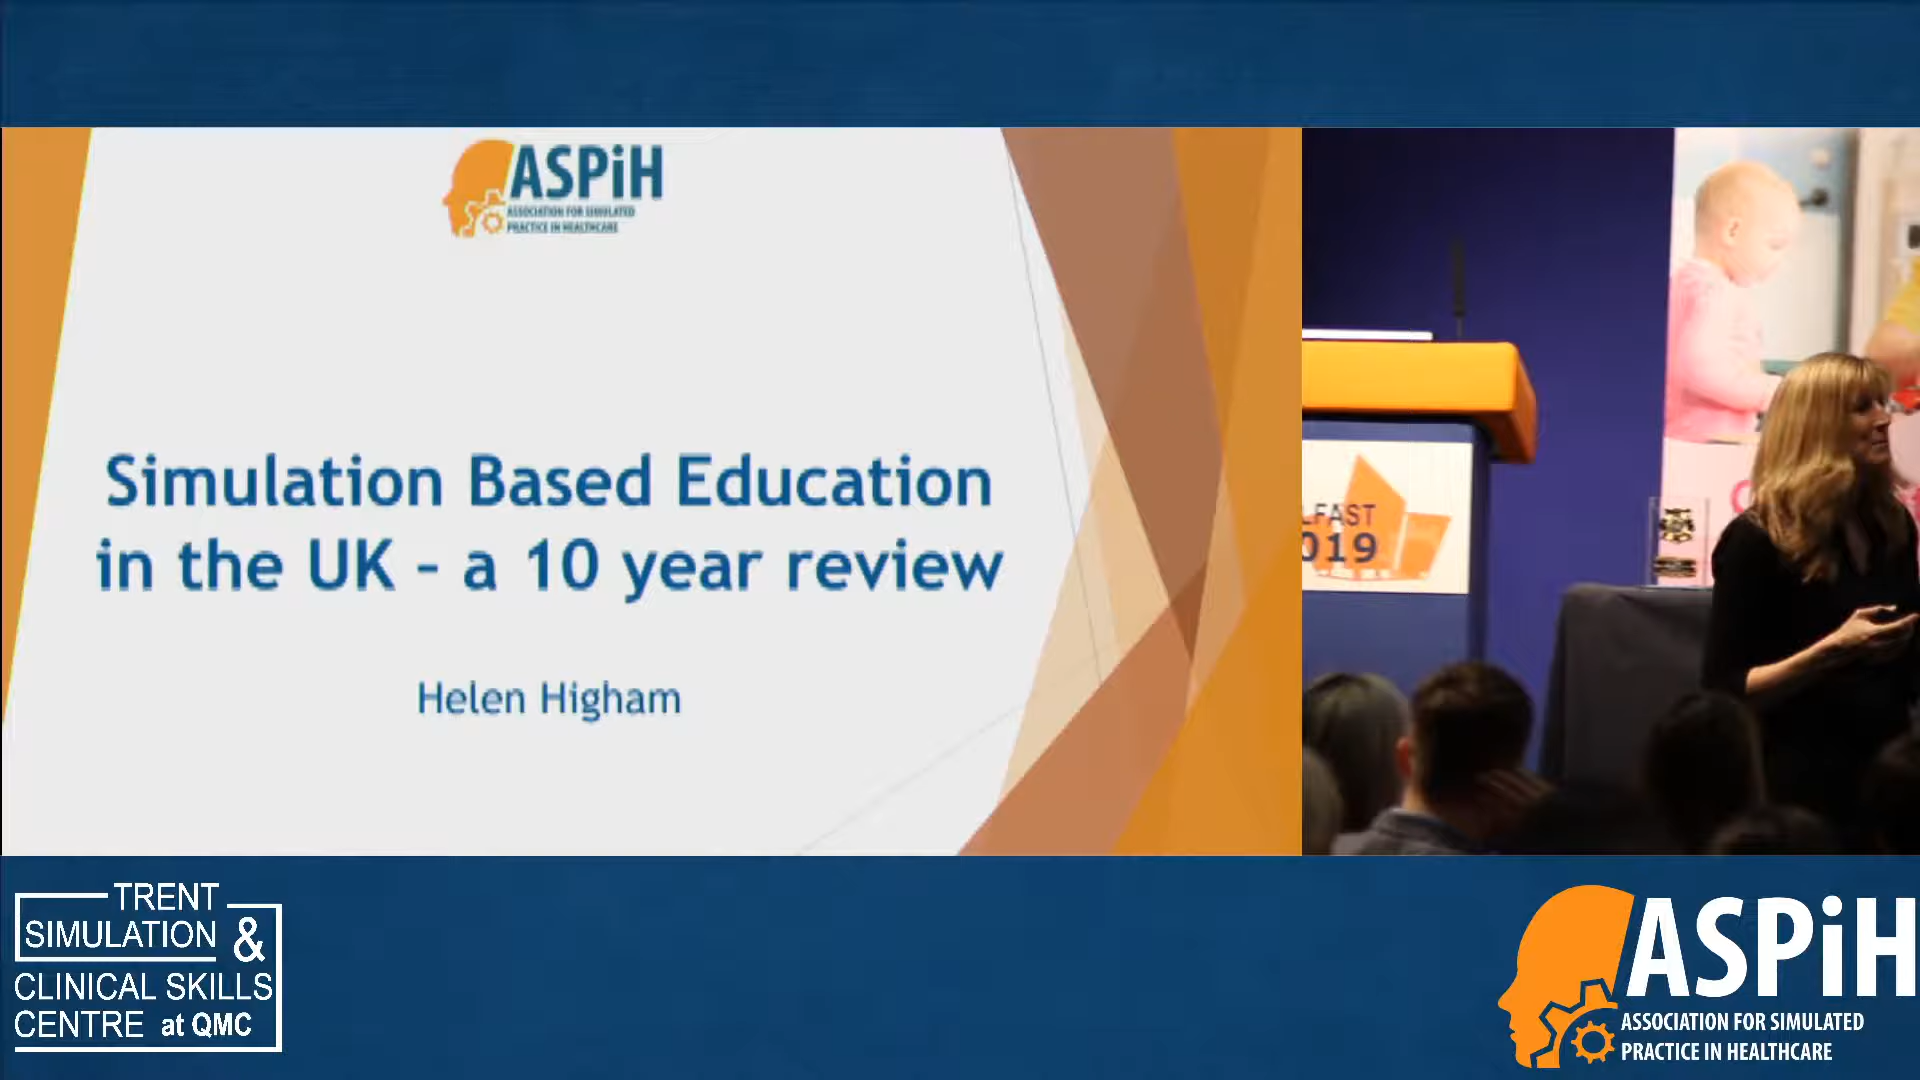 ASPiH
ASSOCIATION FOR SIMULATED
PRACTICE IN HEALTHCARE
Simulation Based Education
in the UK – a 10 year review
Helen Higham
LFAST
019
TRENT
SIMULATION &
CLINICAL SKILLS
CENTRE at QMC
ASPiH
ASSOCIATION FOR SIMULATED
PRACTICE IN HEALTHCARE